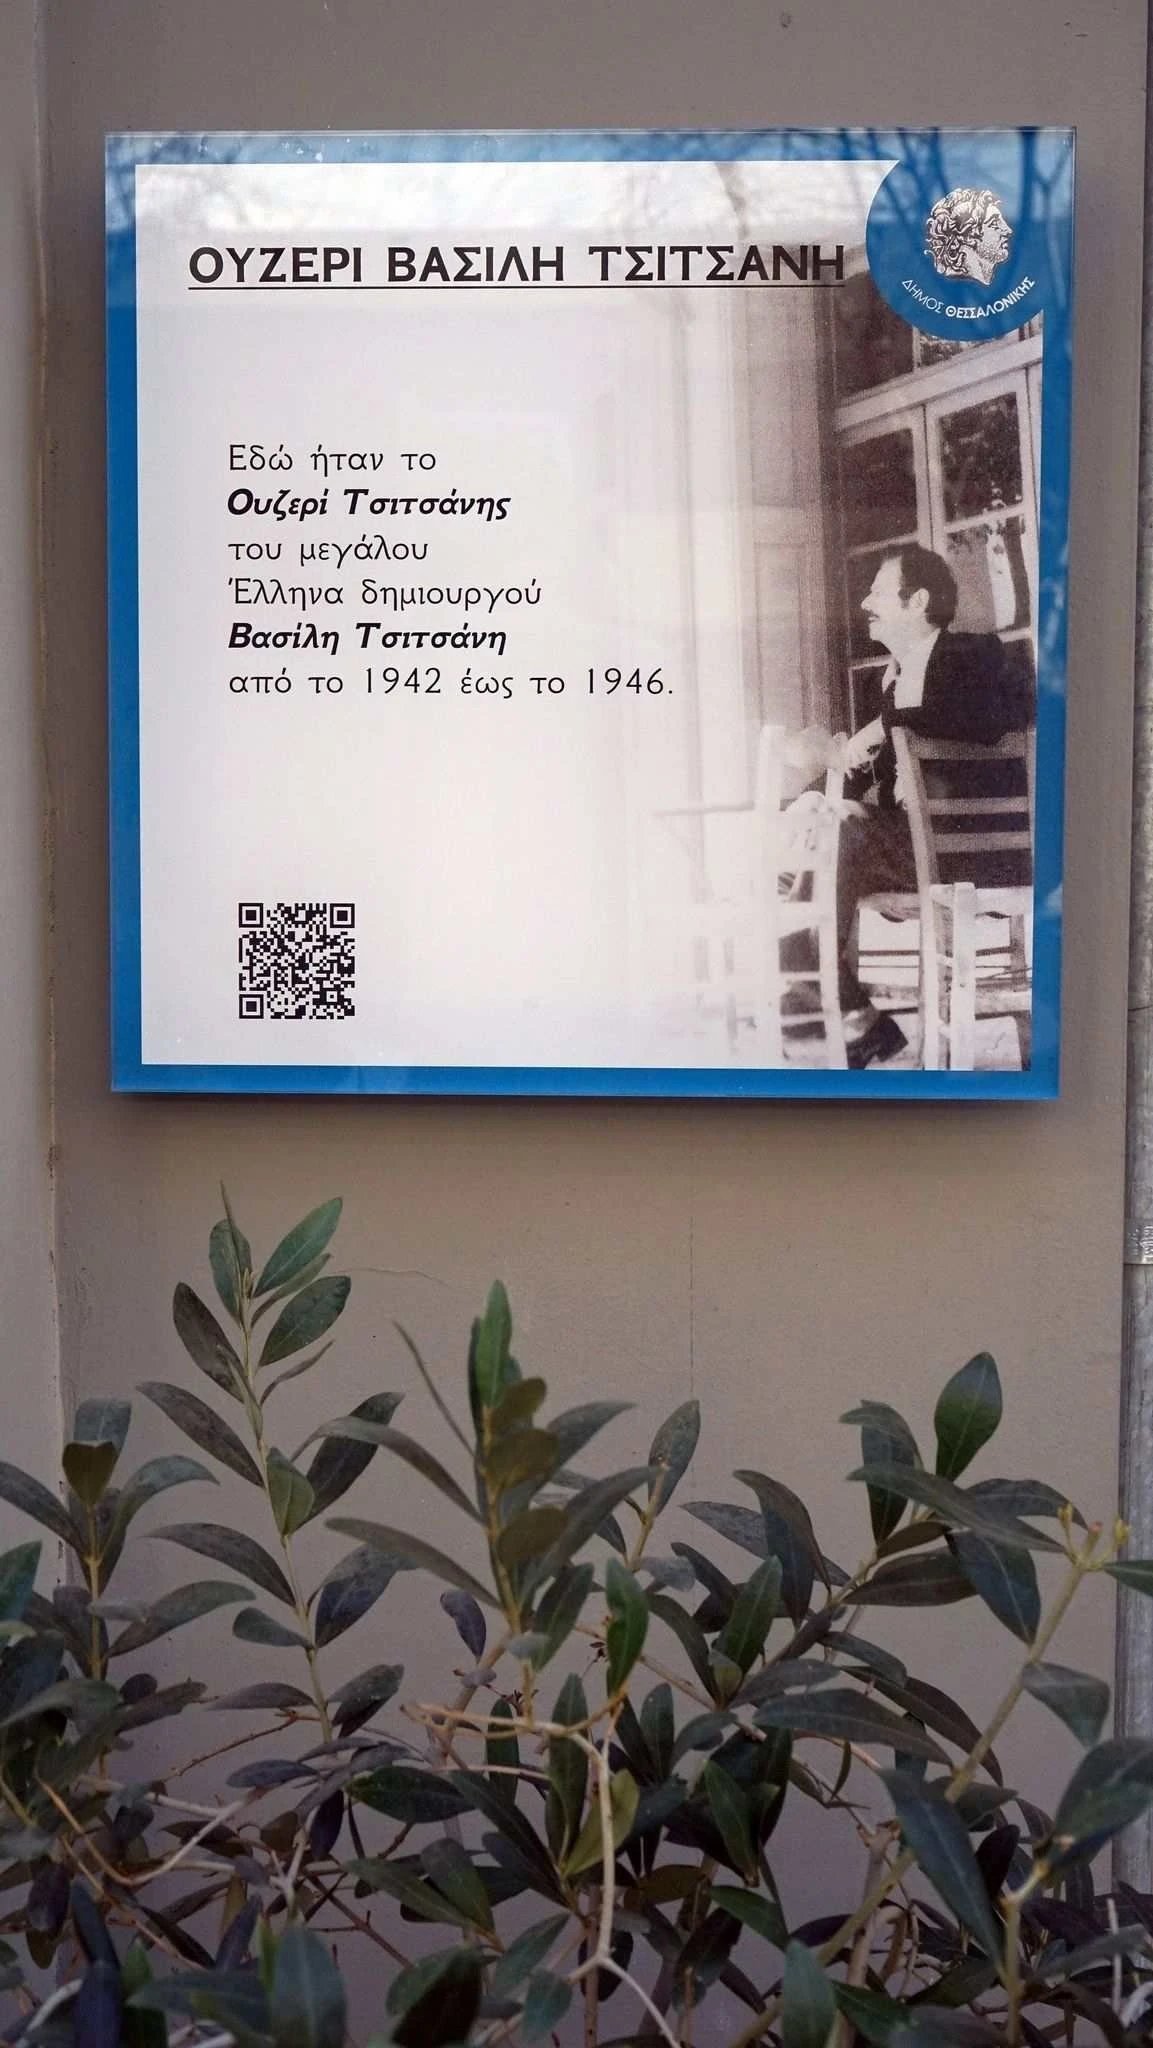 ΟΥΖΕΡΙ ΒΑΣΙΛΗ ΤΣΙΤΣΑΝΗ
ΔΗΜΟΣ ΘΕΣΣΑΛΟΝΙΚΗΣ
Εδώ ήταν το
Ουζερί Τσιτσάνης
του μεγάλου
Έλληνα δημιουργού
Βασίλη Τσιτσάνη
από το 1942 έως το 1946.